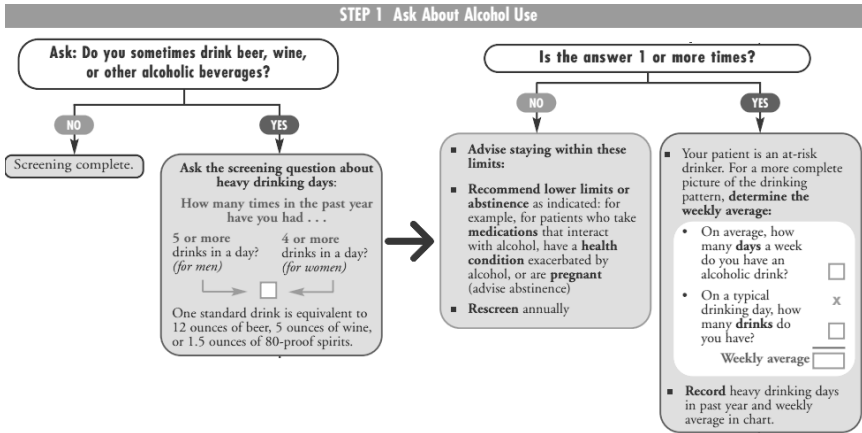 STEP 1 Ask About Alcohol Use
Ask: Do you sometimes drink beer, wine,
or other alcoholic beverages?
NO
YES
Screening complete.
Ask the screening question about
heavy drinking days:
How many times in the past year
have you had . . .
5 or more
drinks in a day?
(for men)
4 or more
drinks in a day?
(for women)
One standard drink is equivalent to
12 ounces of beer, 5 ounces of wine,
or 1.5 ounces of 80-proof spirits.
Is the answer 1 or more times?
NO
YES
▪ Advise staying within these
limits:
▪ Recommend lower limits or
abstinence as indicated: for
example, for patients who take
medications that interact
with alcohol, have a health
condition exacerbated by
alcohol, or are pregnant
(advise abstinence)
▪ Rescreen annually
▪ Your patient is an at-risk
drinker. For a more complete
picture of the drinking
pattern, determine the
weekly average:
• On average, how
many days a week
do you have an
alcoholic drink?
x
• On a typical
drinking day, how
many drinks do
you have?
Weekly average
▪ Record heavy drinking days
in past year and weekly
average in chart.